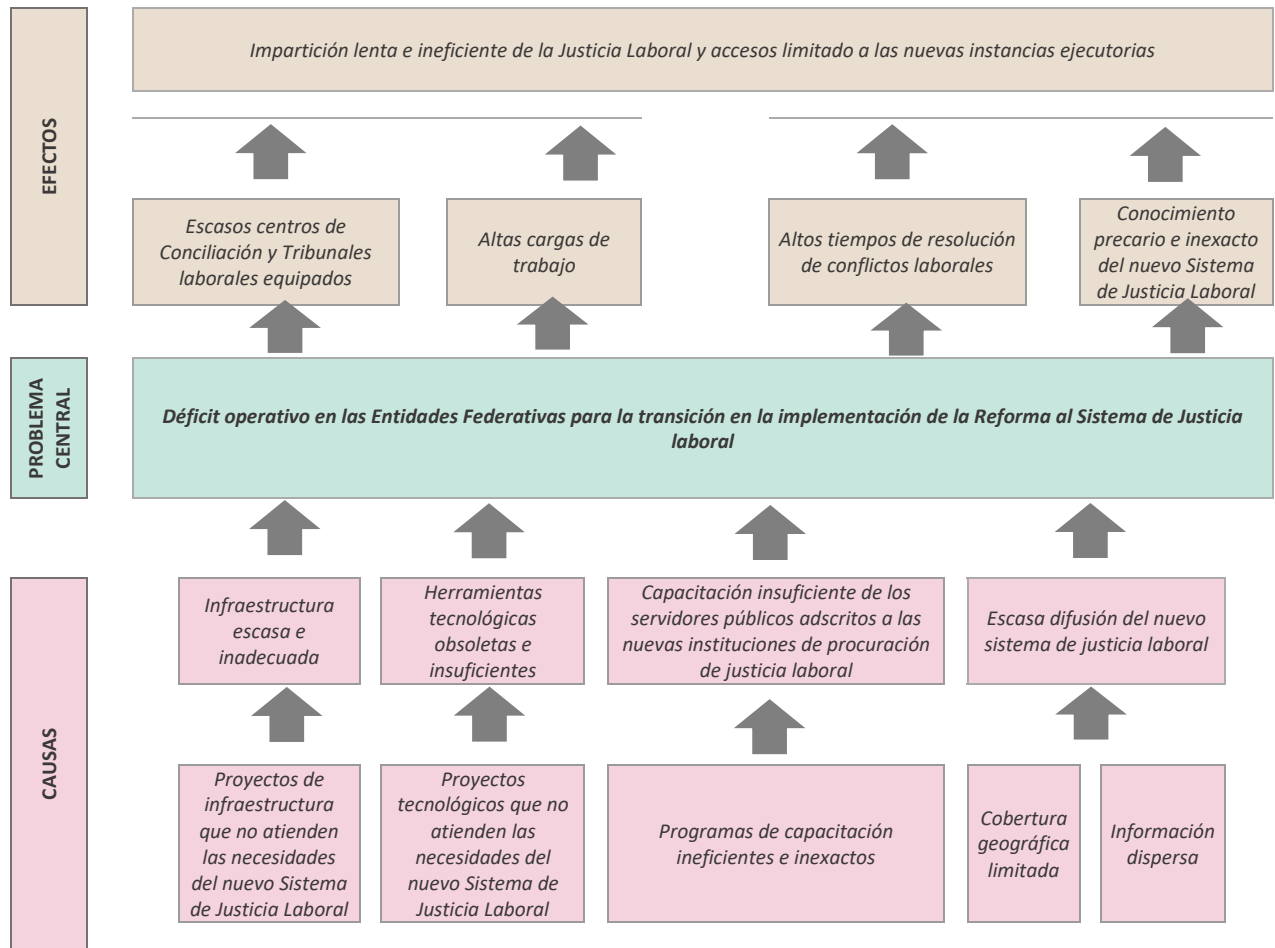 EFECTOS
Impartición lenta e ineficiente de la Justicia Laboral y accesos limitado a las nuevas instancias ejecutorias
Escasos centros de
Conciliación y Tribunales
laborales equipados
Altas cargas de
trabajo
Altos tiempos de resolución
de conflictos laborales
Conocimiento
precario e inexacto
del nuevo Sistema
de Justicia Laboral
PROBLEMA
CENTRAL
Déficit operativo en las Entidades Federativas para la transición en la implementación de la Reforma al Sistema de Justicia
laboral
CAUSAS
Infraestructura
escasa e
inadecuada
Herramientas
tecnológicas
obsoletas e
insuficientes
Capacitación insuficiente de los
servidores públicos adscritos a las
nuevas instituciones de procuración
de justicia laboral
Escasa difusión del nuevo
sistema de justicia laboral
Proyectos de
infraestructura
que no atienden
las necesidades
del nuevo Sistema
de Justicia Laboral
Proyectos
tecnológicos que no
atienden las
necesidades del
nuevo Sistema de
Justicia Laboral
Programas de capacitación
ineficientes e inexactos
Cobertura
geográfica
limitada
Información
dispersa